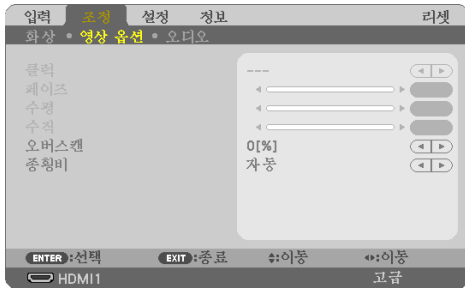 입력 조정 설정 정보 리셋
화상 • 영상 옵션 • 오디오
클럭 ---
페이즈
수평
수직
오버스캔 0[%]
종횡비 자동
ENTER:선택 EXIT:종료 :이동 :이동
HDMI1 고급